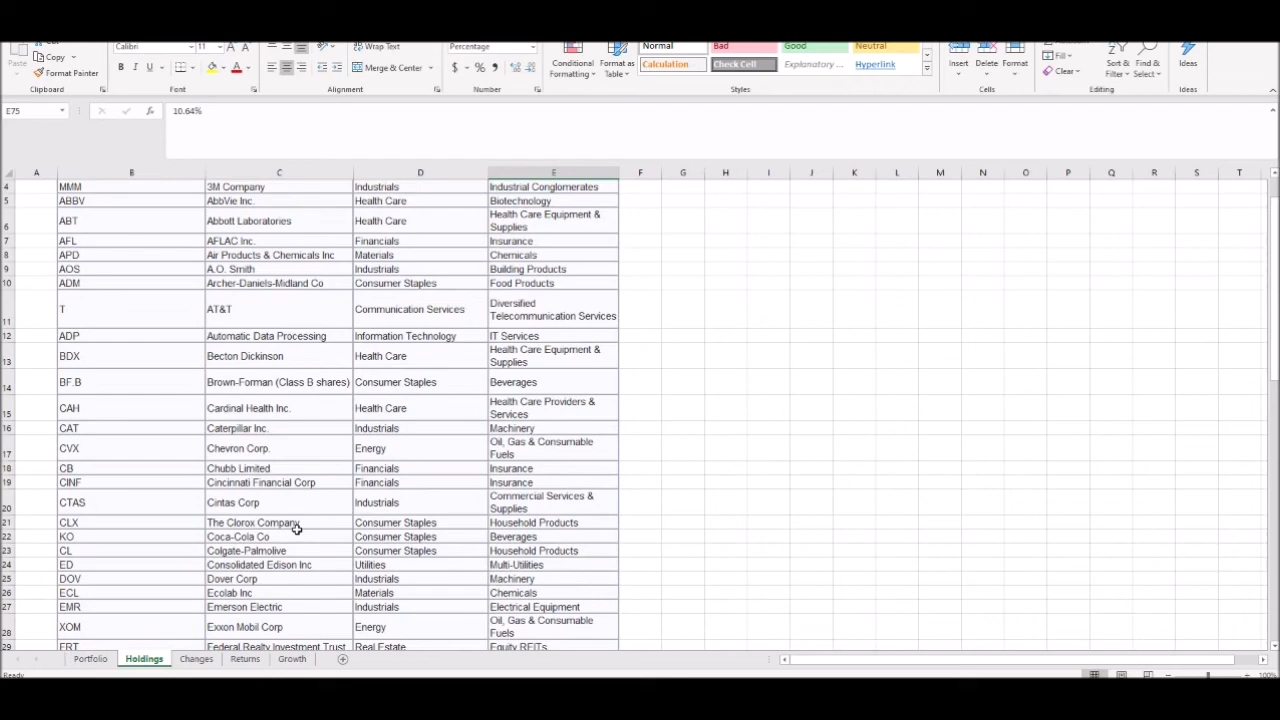 Calibri 11 A A Wrap Text Percentage Normal Bad Good Neutral Fill
Copy
Paste Format Painter B I U A Merge & Center $ % Conditional Formatting Format as Table Calculation Check Cell Explanatory Hyperlink Insert Delete Format Clear Sort & Filter Find & Select Ideas
Clipboard Font Alignment Number Styles Cells Editing Ideas
E75 fx 10.64%
A B C D E F G H I J K L M N O P Q R S T
4 MMM 3M Company Industrials Industrial Conglomerates
5 ABBV AbbVie Inc. Health Care Biotechnology
6 ABT Abbott Laboratories Health Care Health Care Equipment &
Supplies
7 AFL AFLAC Inc. Financials Insurance
8 APD Air Products & Chemicals Inc Materials Chemicals
9 AOS A.O. Smith Industrials Building Products
10 ADM Archer-Daniels-Midland Co Consumer Staples Food Products
11 T AT&T Communication Services Diversified
Telecommunication Services
12 ADP Automatic Data Processing Information Technology IT Services
13 BDX Becton Dickinson Health Care Health Care Equipment &
Supplies
14 BF.B Brown-Forman (Class B shares) Consumer Staples Beverages
15 CAH Cardinal Health Inc. Health Care Health Care Providers &
Services
16 CAT Caterpillar Inc. Industrials Machinery
17 CVX Chevron Corp. Energy Oil, Gas & Consumable
Fuels
18 CB Chubb Limited Financials Insurance
19 CINF Cincinnati Financial Corp Financials Insurance
20 CTAS Cintas Corp Industrials Commercial Services &
Supplies
21 CLX The Clorox Company Consumer Staples Household Products
22 KO Coca-Cola Co Consumer Staples Beverages
23 CL Colgate-Palmolive Consumer Staples Household Products
24 ED Consolidated Edison Inc Utilities Multi-Utilities
25 DOV Dover Corp Industrials Machinery
26 ECL Ecolab Inc Materials Chemicals
27 EMR Emerson Electric Industrials Electrical Equipment
28 XOM Exxon Mobil Corp Energy Oil, Gas & Consumable
Fuels
29 FRT Federal Realty Investment Trust Real Estate Equity REITs
Portfolio Holdings Changes Returns Growth
Ready 100%